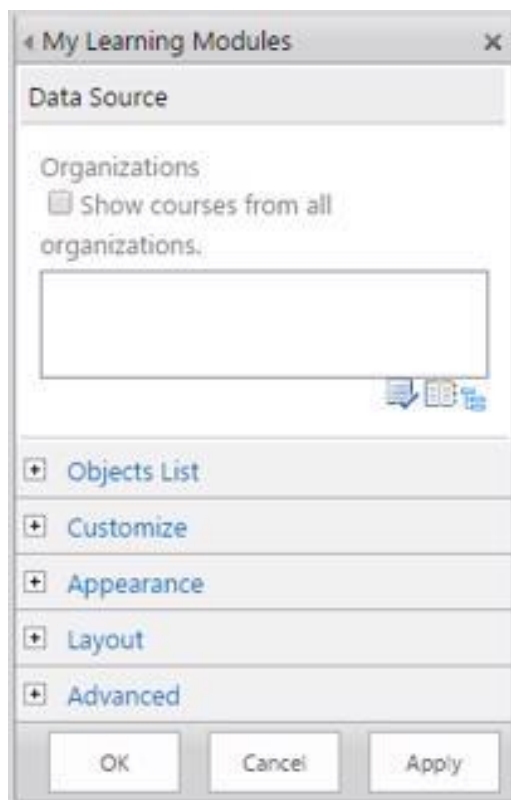 My Learning Modules
Data Source
Organizations
Show courses from all
organizations.
Objects List
Customize
Appearance
Layout
Advanced
OK Cancel Apply